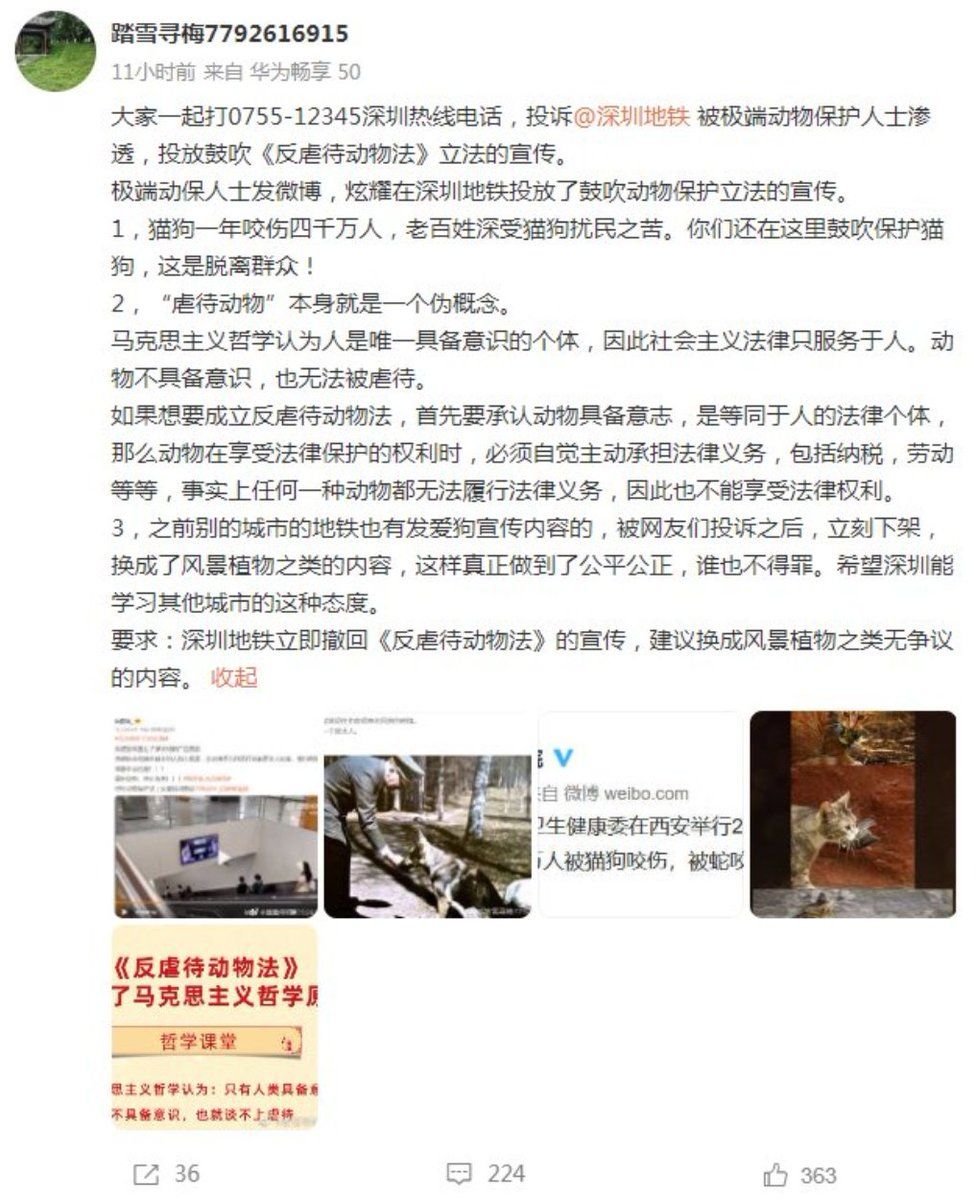 踏雪寻梅7792616915
11小时前 来自 华为畅享 50
大家一起打0755-12345深圳热线电话，投诉@深圳地铁 被极端动物保护人士渗
透，投放鼓吹《反虐待动物法》立法的宣传。
极端动保人士发微博，炫耀在深圳地铁投放了鼓吹动物保护立法的宣传。
1，猫狗一年咬伤四千万人，老百姓深受猫狗扰民之苦。你们还在这里鼓吹保护猫
狗，这是脱离群众！
2，“虐待动物”本身就是一个伪概念。
马克思主义哲学认为人是唯一具备意识的个体，因此社会主义法律只服务于人。动
物不具备意识，也无法被虐待。
如果想要成立反虐待动物法，首先要承认动物具备意志，是等同于人的法律个体，
那么动物在享受法律保护的权利时，必须自觉主动承担法律义务，包括纳税，劳动
等等，事实上任何一种动物都无法履行法律义务，因此也不能享受法律权利。
3，之前别的城市的地铁也有发爱狗宣传内容的，被网友们投诉之后，立刻下架，
换成了风景植物之类的内容，这样真正做到了公平公正，谁也不得罪。希望深圳能
学习其他城市的这种态度。
要求：深圳地铁立即撤回《反虐待动物法》的宣传，建议换成风景植物之类无争议
的内容。 收起
自 微博 weibo.com
卫生健康委在西安举行2
万人被猫狗咬伤，被蛇咬
《反虐待动物法》
了马克思主义哲学原
哲学课堂
思主义哲学认为：只有人类具备意
不具备意识，也就谈不上虐待
36
224
363